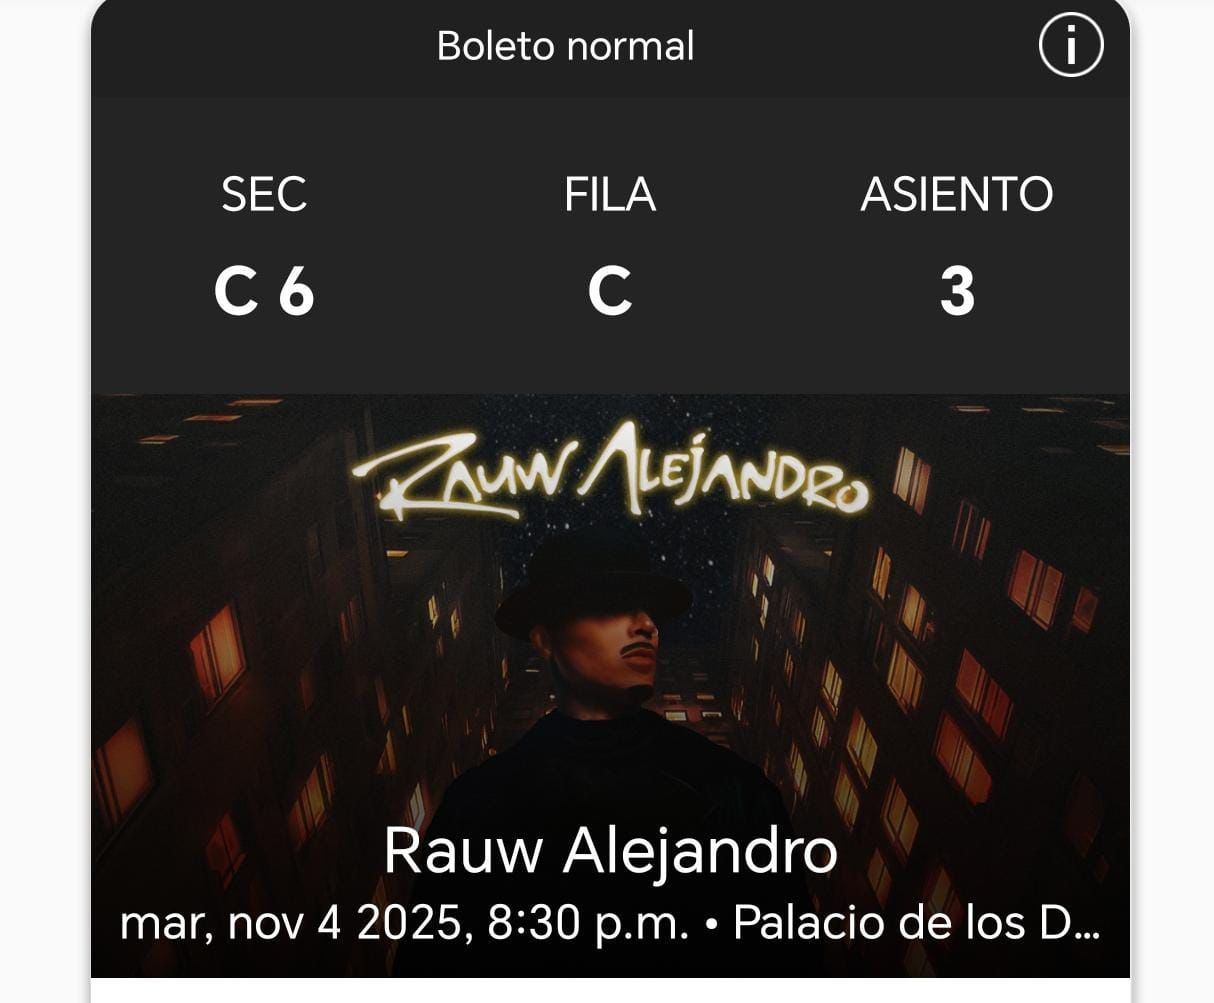 Boleto normal
SEC FILA ASIENTO
C 6 C 3
RAUW ALEJANDRO
Rauw Alejandro
mar, nov 4 2025, 8:30 p.m. • Palacio de los D...